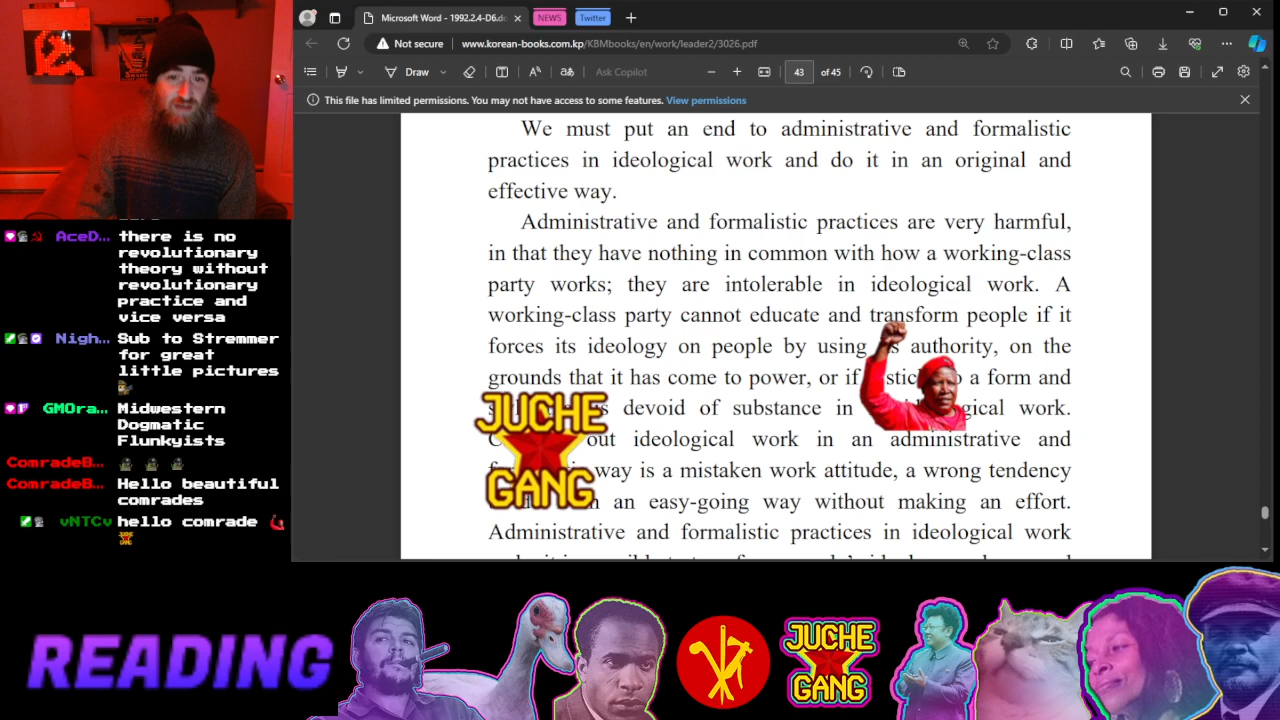 Microsoft Word - 1992.2.4-D6.do
NEWS
Twitter
Not secure
www.korean-books.com.kp/KBMbooks/en/work/leader2/3026.pdf
Draw
Ask Copilot
43 of 45
This file has limited permissions. You may not have access to some features. View permissions
We must put an end to administrative and formalistic
practices in ideological work and do it in an original and
effective way.
Administrative and formalistic practices are very harmful,
in that they have nothing in common with how a working-class
party works; they are intolerable in ideological work. A
working-class party cannot educate and transform people if it
forces its ideology on people by using authority, on the
grounds that it has come to power, or if a form and
devoid of substance in work.
out ideological work in an administrative and
way is a mistaken work attitude, a wrong tendency
an easy-going way without making an effort.
Administrative and formalistic practices in ideological work
JUCHE
GANG
AceD...
there is no
revolutionary
theory without
revolutionary
practice and
vice versa
Nigh...
Sub to Stremmer
for great
little pictures
GMOra...
Midwestern
Dogmatic
Flunkyists
ComradeB...
ComradeB...
Hello beautiful
comrades
vNTCv
hello comrade
READING
JUCHE
GANG